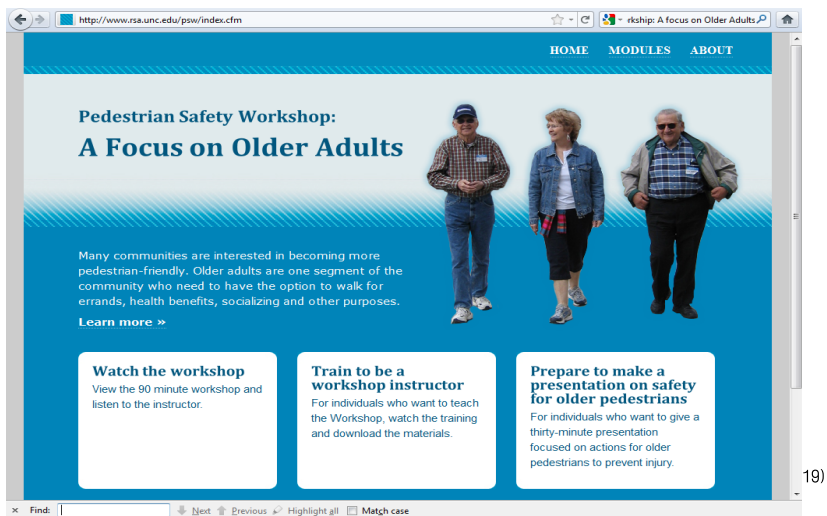 http://www.rsa.unc.edu/psw/index.cfm
rkship: A focus on Older Adults
HOME MODULES ABOUT
Pedestrian Safety Workshop:
A Focus on Older Adults
Many communities are interested in becoming more
pedestrian-friendly. Older adults are one segment of the
community who need to have the option to walk for
errands, health benefits, socializing and other purposes.
Learn more »
Watch the workshop
View the 90 minute workshop and
listen to the instructor.
Train to be a
workshop instructor
For individuals who want to teach
the Workshop, watch the training
and download the materials.
Prepare to make a
presentation on safety
for older pedestrians
For individuals who want to give a
thirty-minute presentation
focused on actions for older
pedestrians to prevent injury.
19)
× Find: Next Previous Highlight all Match case